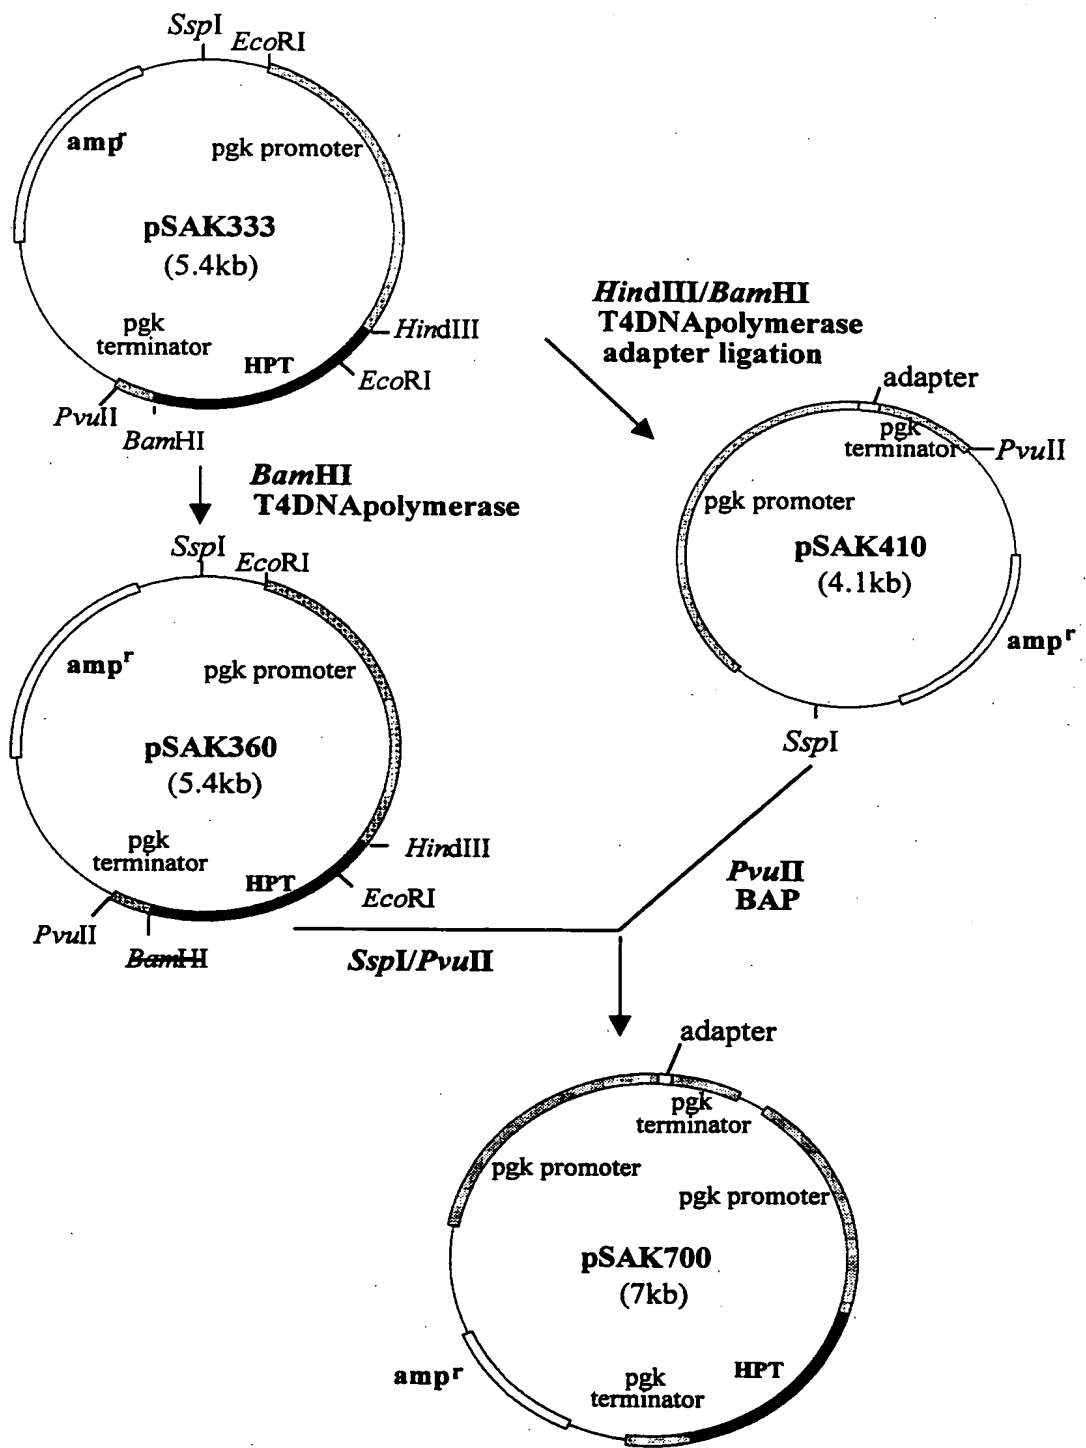 SspI
EcoRI
ampr
pgk promoter
pSAK333
(5.4kb)
HindIII
pgk
terminator
HPT
EcoRI
PvuII
BamHI
HindIII/BamHI
T4DNApolymerase
adapter ligation
BamHI
T4DNApolymerase
adapter
pgk
terminator
PvuII
pgk promoter
pSAK410
(4.1kb)
ampr
SspI
SspI
EcoRI
ampr
pgk promoter
pSAK360
(5.4kb)
HindIII
pgk
terminator
HPT
EcoRI
PvuII
BamHI
SspI/PvuII
PvuII
BAP
adapter
pgk
terminator
pgk promoter
pgk promoter
pSAK700
(7kb)
ampr
HPT
pgk
terminator